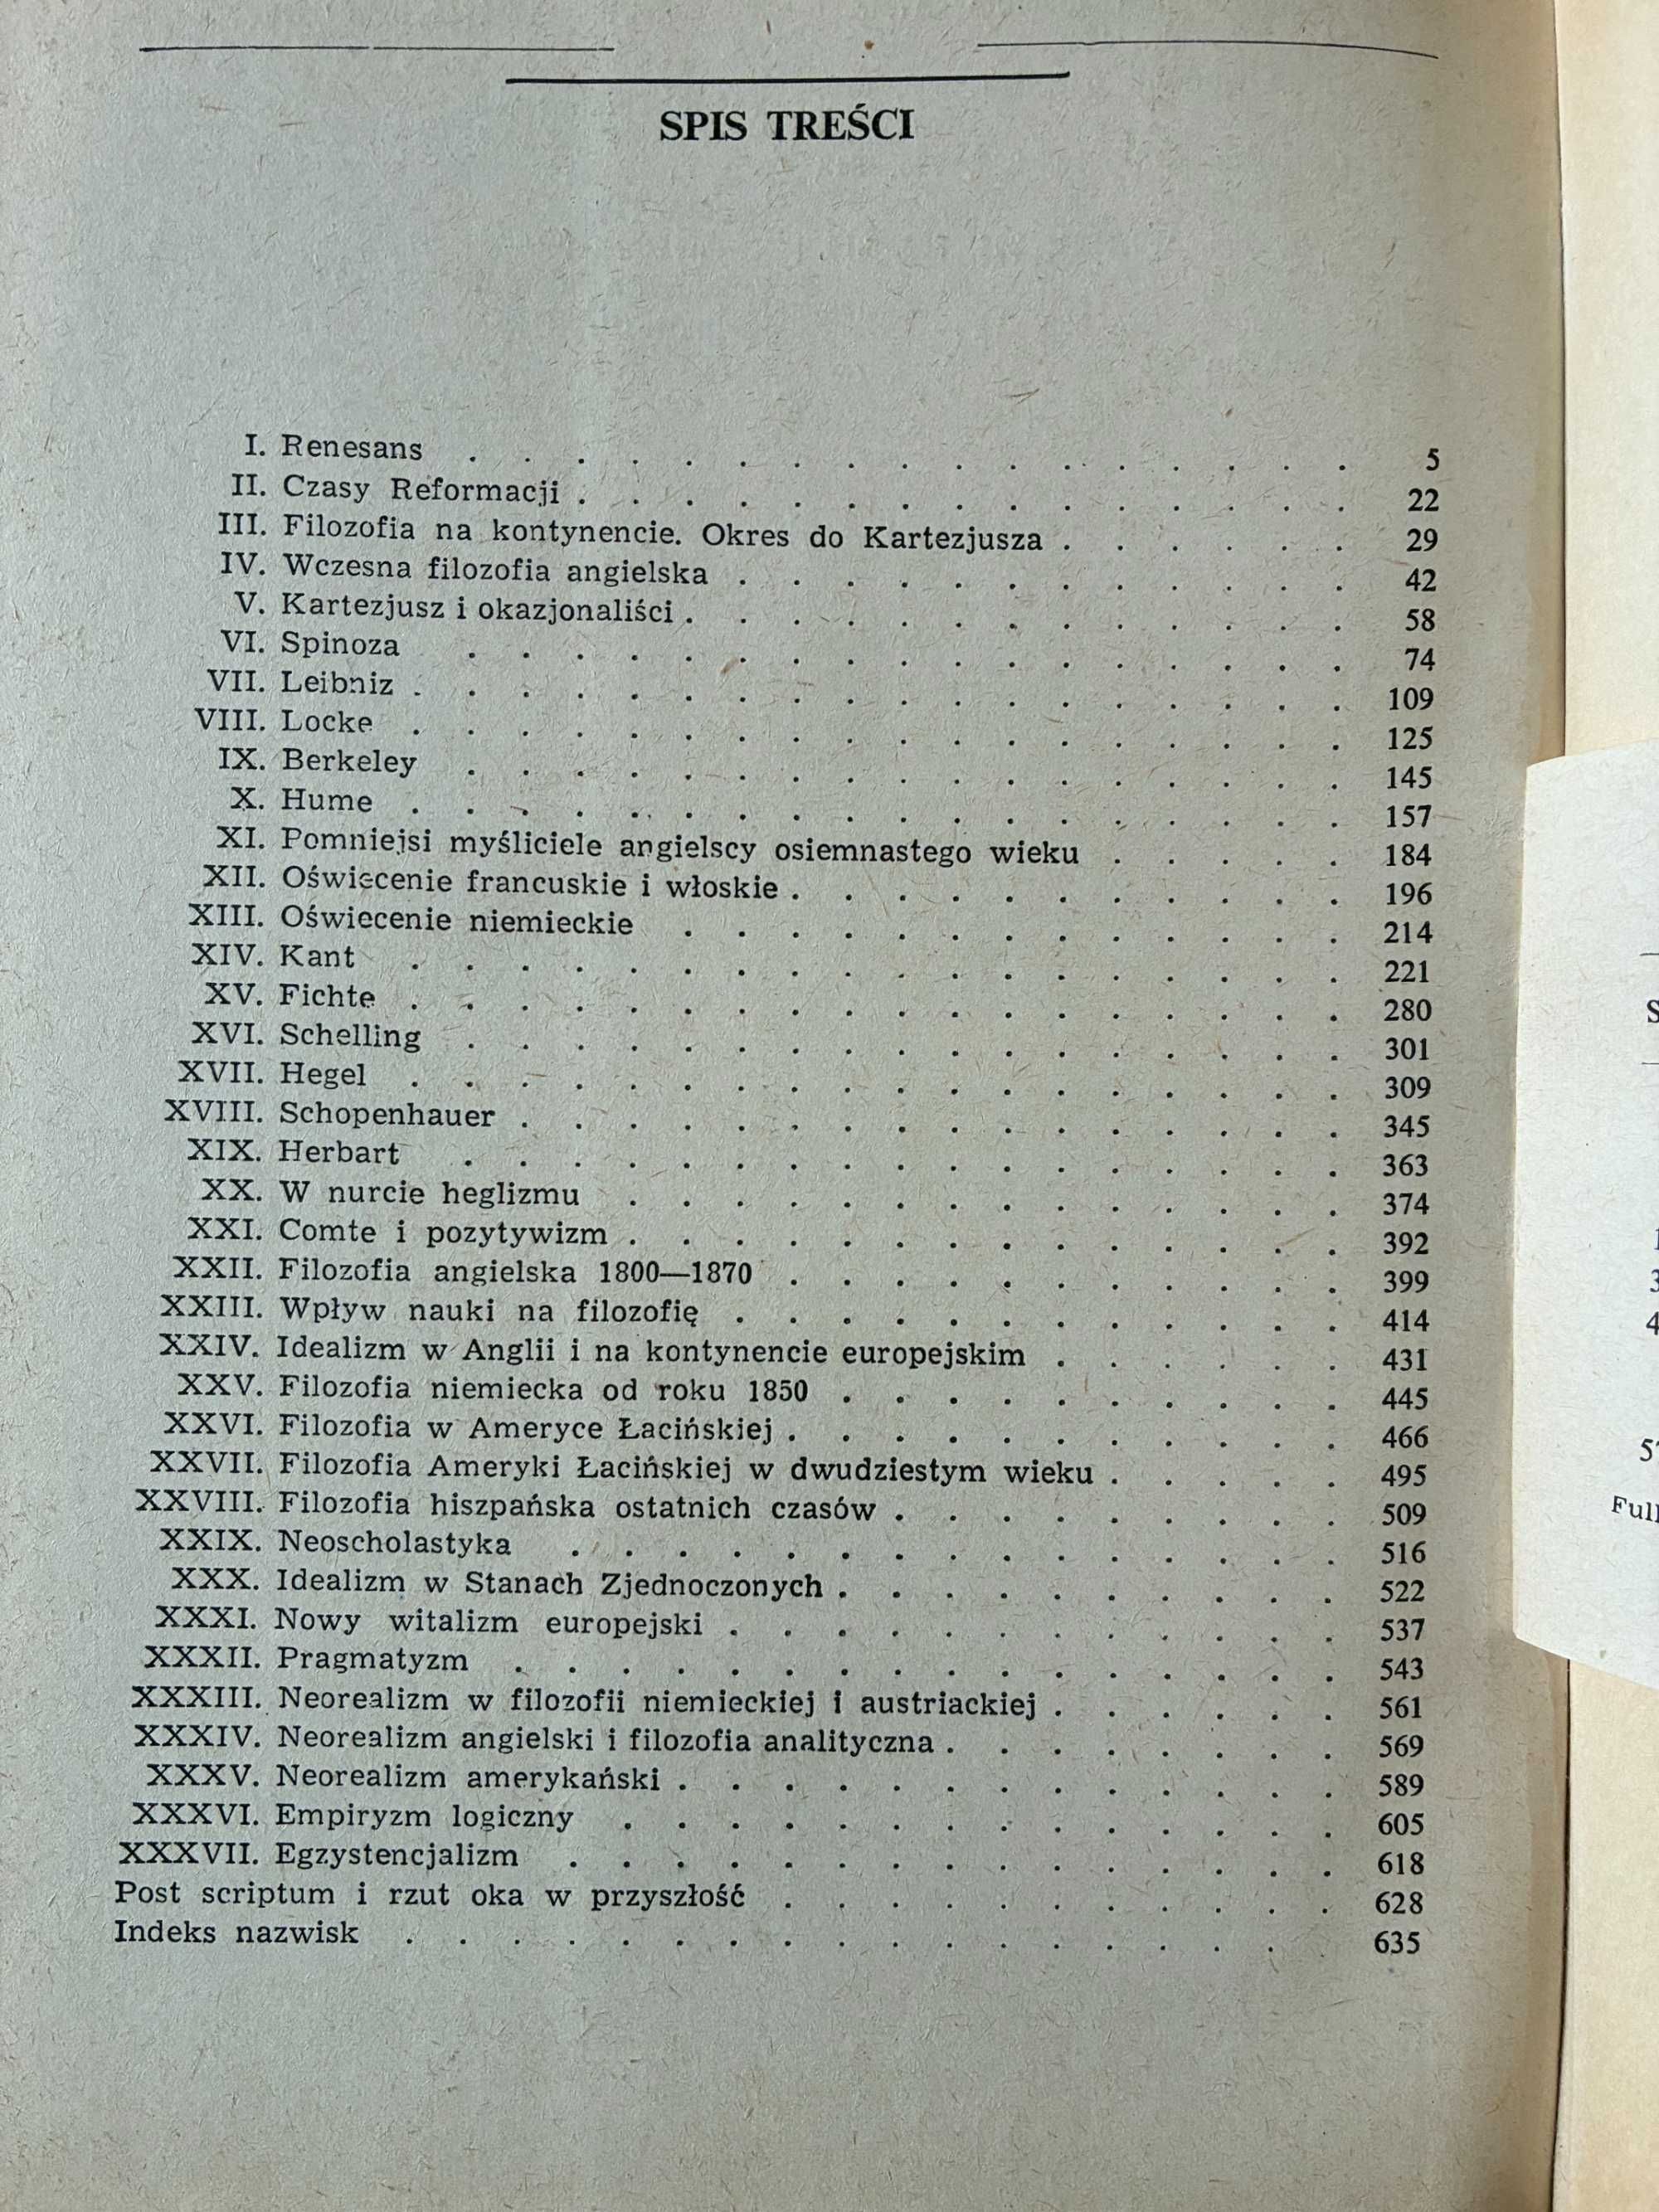 SPIS TREŚCI
I. Renesans . . . . . . . . . . . . . . . . . 5
II. Czasy Reformacji . . . . . . . . . . . . . . . 22
III. Filozofia na kontynencie. Okres do Kartezjusza . . . . . . 29
IV. Wczesna filozofia angielska . . . . . . . . . . . . 42
V. Kartezjusz i okazjonaliści . . . . . . . . . . . . . 58
VI. Spinoza . . . . . . . . . . . . . . . . . 74
VII. Leibniz . . . . . . . . . . . . . . . . . . 109
VIII. Locke . . . . . . . . . . . . . . . . . . 125
IX. Berkeley . . . . . . . . . . . . . . . . . 145
X. Hume . . . . . . . . . . . . . . . . . . 157
XI. Pomniejsi myśliciele angielscy osiemnastego wieku . . . . . 184
XII. Oświecenie francuskie i włoskie . . . . . . . . . . . 196
XIII. Oświecenie niemieckie . . . . . . . . . . . . . 214
XIV. Kant . . . . . . . . . . . . . . . . . . 221
XV. Fichte . . . . . . . . . . . . . . . . . . 280
XVI. Schelling . . . . . . . . . . . . . . . . . 301
XVII. Hegel . . . . . . . . . . . . . . . . . . 309
XVIII. Schopenhauer . . . . . . . . . . . . . . . . 345
XIX. Herbart . . . . . . . . . . . . . . . . . 363
XX. W nurcie heglizmu . . . . . . . . . . . . . . 374
XXI. Comte i pozytywizm . . . . . . . . . . . . . . 392
XXII. Filozofia angielska 1800—1870 . . . . . . . . . . . 399
XXIII. Wpływ nauki na filozofię . . . . . . . . . . . . 414
XXIV. Idealizm w Anglii i na kontynencie europejskim . . . . . . 431
XXV. Filozofia niemiecka od roku 1850 . . . . . . . . . . 445
XXVI. Filozofia w Ameryce Łacińskiej . . . . . . . . . . . 466
XXVII. Filozofia Ameryki Łacińskiej w dwudziestym wieku . . . . . 495
XXVIII. Filozofia hiszpańska ostatnich czasów . . . . . . . . . 509
XXIX. Neoscholastyka . . . . . . . . . . . . . . . 516
XXX. Idealizm w Stanach Zjednoczonych . . . . . . . . . . 522
XXXI. Nowy witalizm europejski . . . . . . . . . . . . 537
XXXII. Pragmatyzm . . . . . . . . . . . . . . . . 543
XXXIII. Neorealizm w filozofii niemieckiej i austriackiej . . . . . . 561
XXXIV. Neorealizm angielski i filozofia analityczna . . . . . . . . 569
XXXV. Neorealizm amerykański . . . . . . . . . . . . . 589
XXXVI. Empiryzm logiczny . . . . . . . . . . . . . . 605
XXXVII. Egzystencjalizm . . . . . . . . . . . . . . . 618
Post scriptum i rzut oka w przyszłość . . . . . . . . . . . 628
Indeks nazwisk . . . . . . . . . . . . . . . . . 635